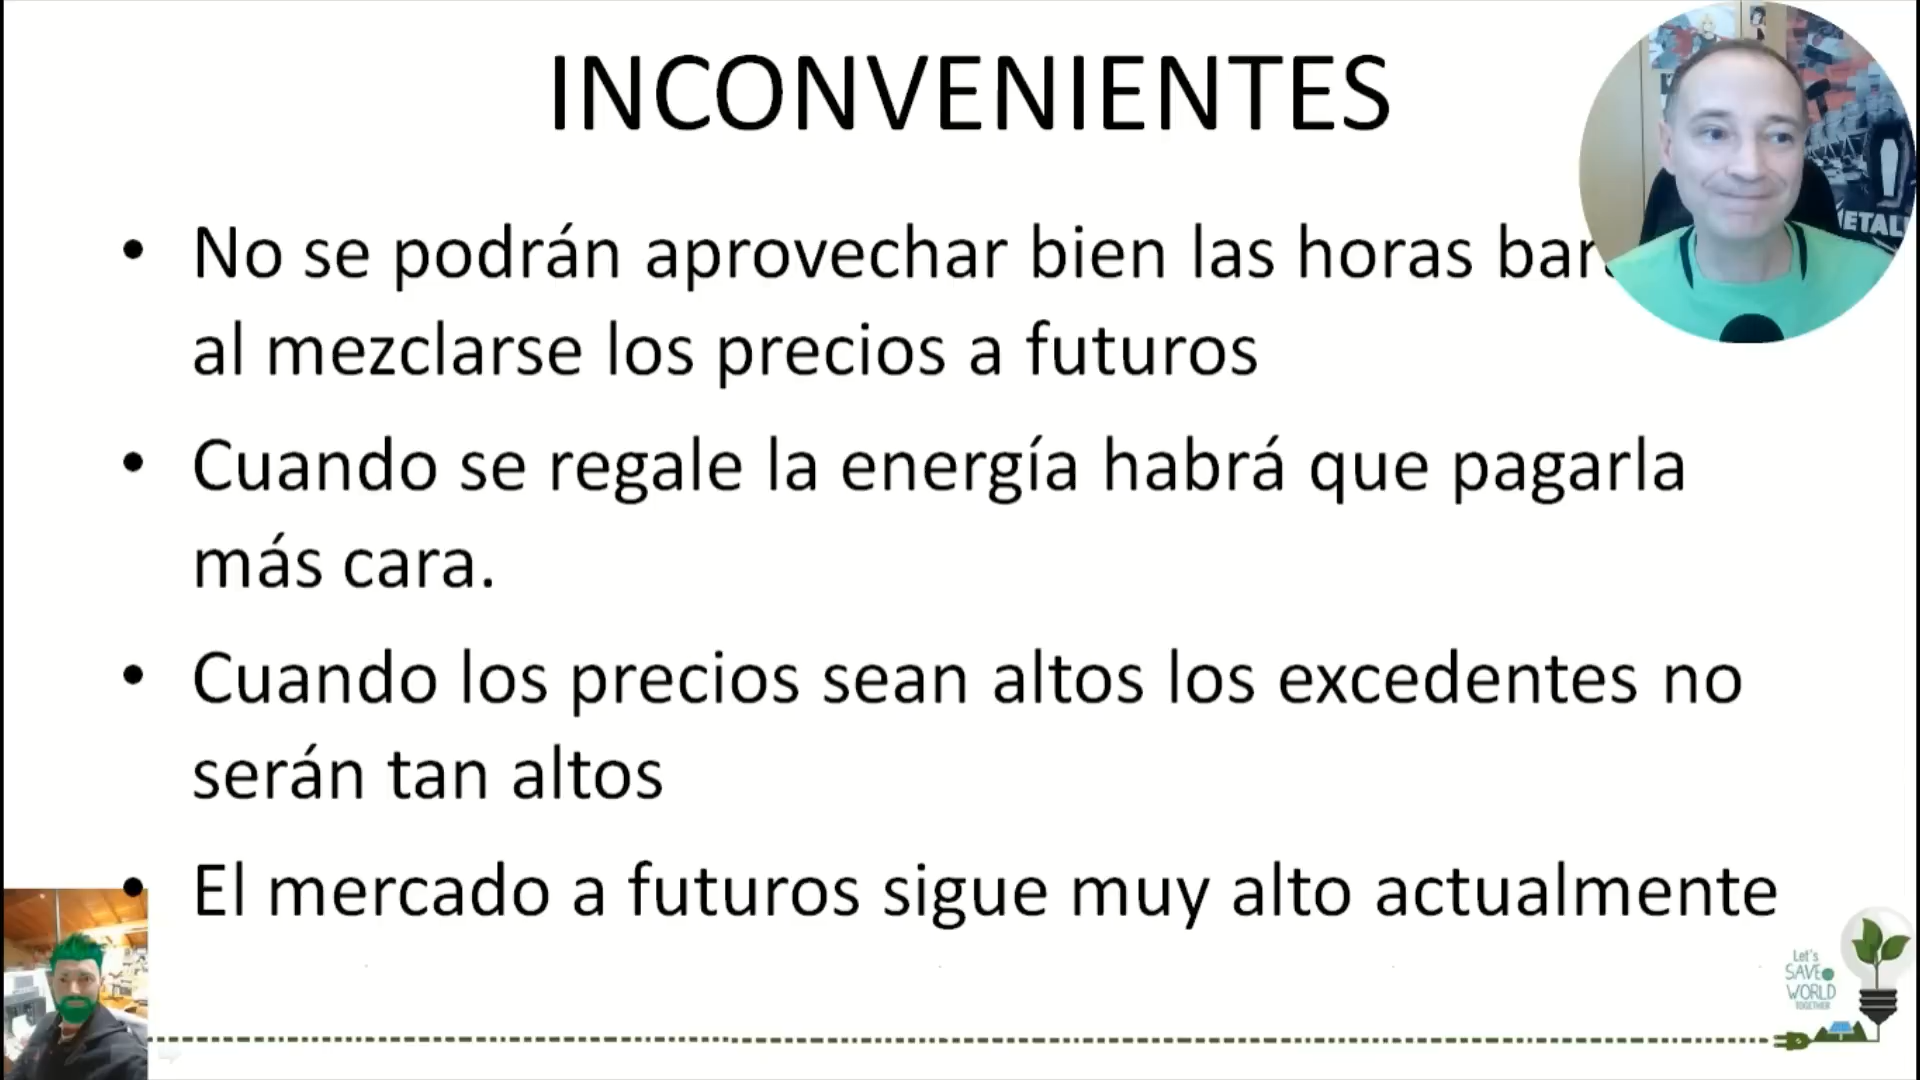 INCONVENIENTES
No se podrán aprovechar bien las horas
al mezclarse los precios a futuros
Cuando se regale la energía habrá que pagarla
más cara.
Cuando los precios sean altos los excedentes no
serán tan altos
El mercado a futuros sigue muy alto actualmente
Let's
SAVE
WORLD
TOGETHER